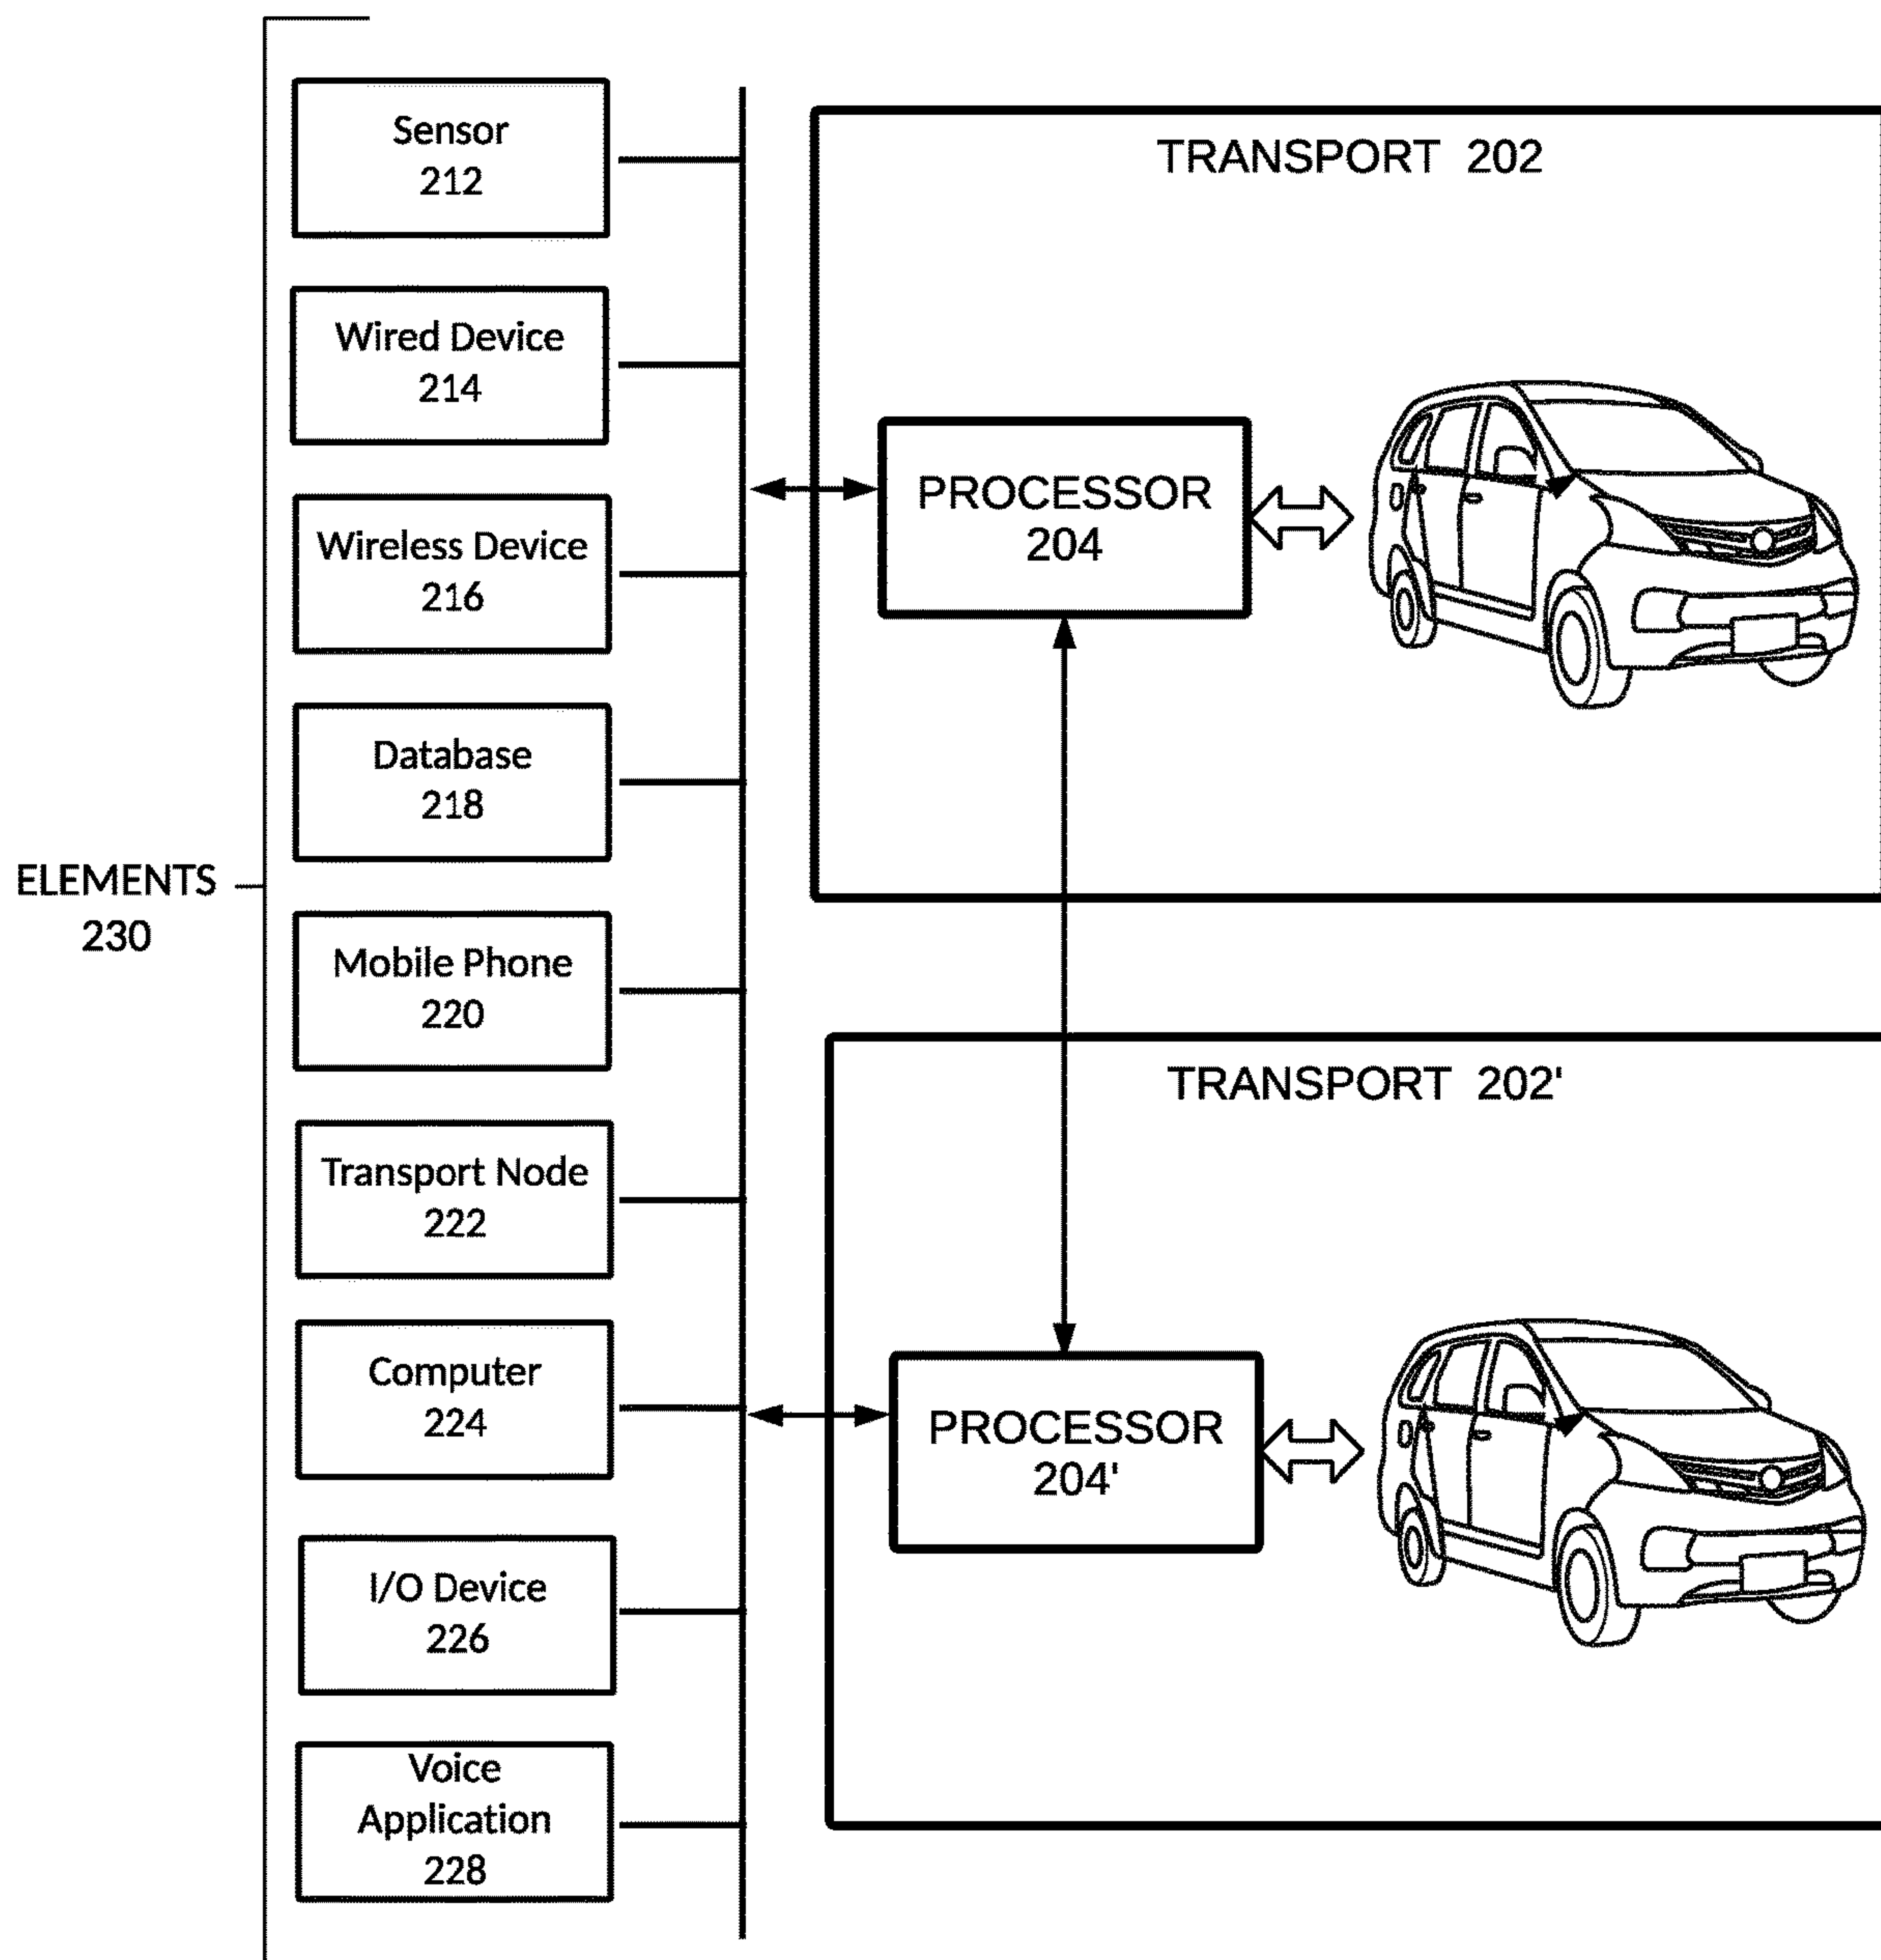 Sensor
212
Wired Device
214
Wireless Device
216
Database
218
ELEMENTS
230
Mobile Phone
220
Transport Node
222
Computer
224
I/O Device
226
Voice
Application
228
TRANSPORT 202
PROCESSOR
204
TRANSPORT 202'
PROCESSOR
204'